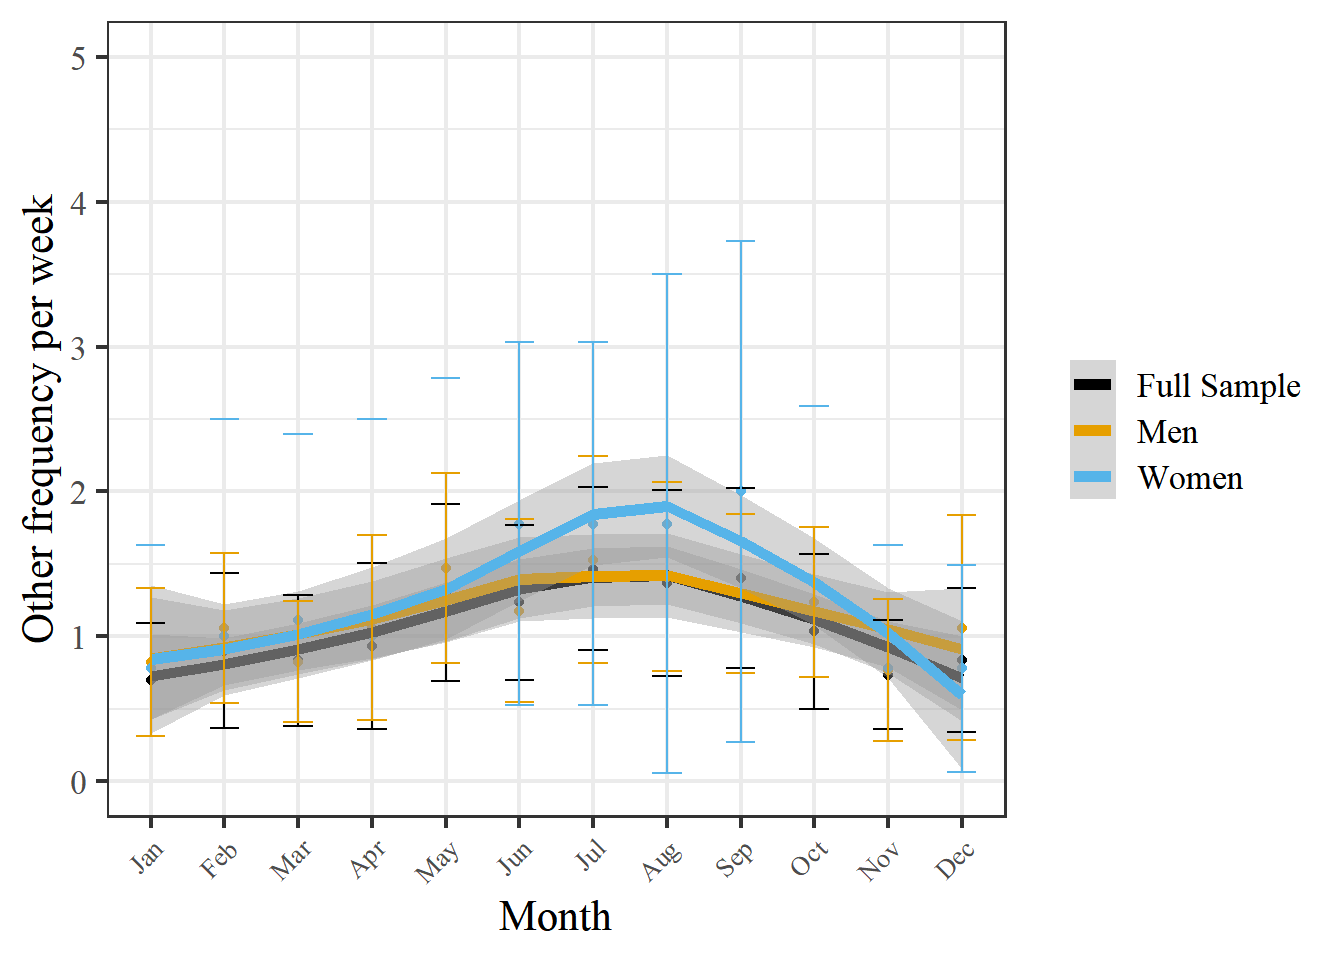 Other frequency per week
5
4
3
2
1
0
Jan Feb Mar Apr May Jun Jul Aug Sep Oct Nov Dec
Month
Full Sample
Men
Women